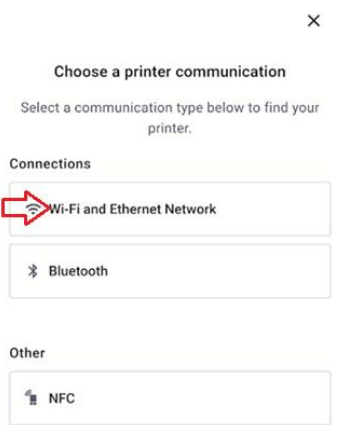 Choose a printer communication
Select a communication type below to find your
printer.
Connections
Wi-Fi and Ethernet Network
Bluetooth
Other
NFC